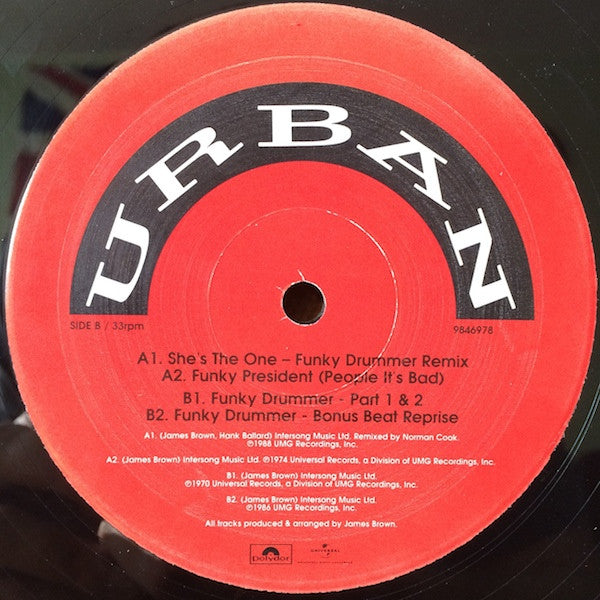 URBAN
SIDE B / 33rpm
9846978
A1. She's The One – Funky Drummer Remix
A2. Funky President (People It's Bad)
B1. Funky Drummer - Part 1 & 2
B2. Funky Drummer - Bonus Beat Reprise
A1. (James Brown, Hank Ballard) Intersong Music Ltd. Remixed by Norman Cook.
℗1988 UMG Recordings, Inc.
A2. (James Brown) Intersong Music Ltd. ℗1974 Universal Records, a Division of UMG Recordings, Inc.
B1. (James Brown) Intersong Music Ltd.
℗1970 Universal Records, a Division of UMG Recordings, Inc.
B2. (James Brown) Intersong Music Ltd.
℗1986 UMG Recordings, Inc.
All tracks produced & arranged by James Brown.
Polydor
UNIVERSAL